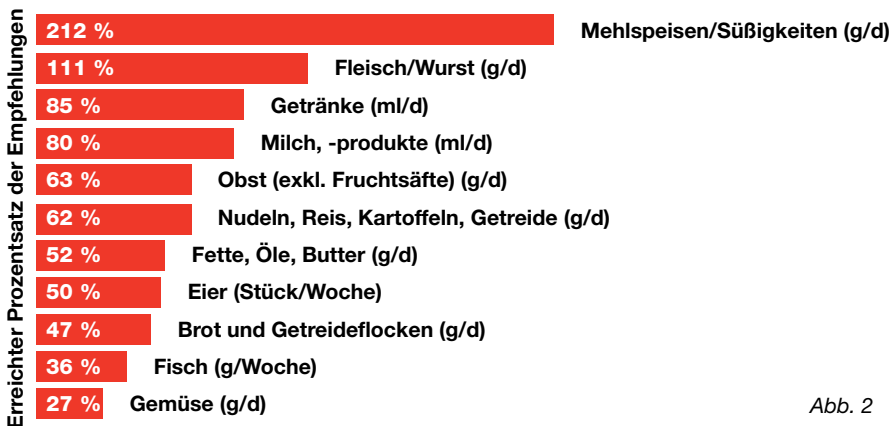 Erreichter Prozentsatz der Empfehlungen
212 % Mehlspeisen/Süßigkeiten (g/d)
111 % Fleisch/Wurst (g/d)
85 % Getränke (ml/d)
80 % Milch, -produkte (ml/d)
63 % Obst (exkl. Fruchtsäfte) (g/d)
62 % Nudeln, Reis, Kartoffeln, Getreide (g/d)
52 % Fette, Öle, Butter (g/d)
50 % Eier (Stück/Woche)
47 % Brot und Getreideflocken (g/d)
36 % Fisch (g/Woche)
27 % Gemüse (g/d)
Abb. 2